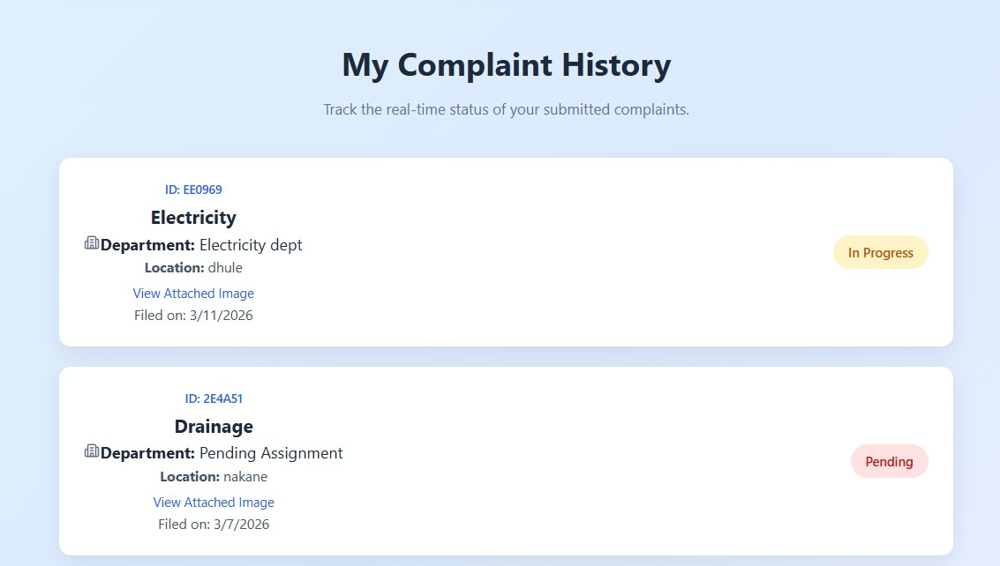 My Complaint History
Track the real-time status of your submitted complaints.
ID: EE0969
Electricity
Department: Electricity dept
Location: dhule
View Attached Image
Filed on: 3/11/2026
In Progress
ID: 2E4A51
Drainage
Department: Pending Assignment
Location: nakane
View Attached Image
Filed on: 3/7/2026
Pending